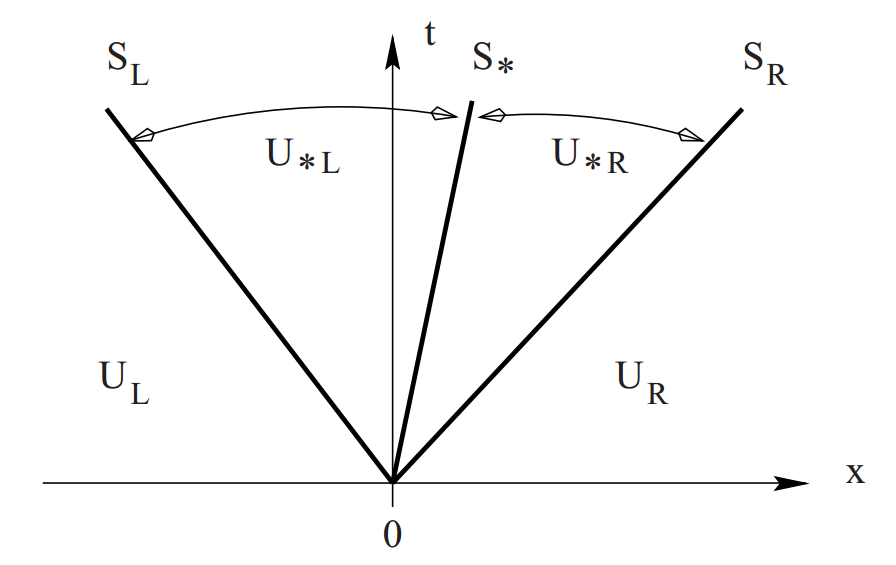 t
S_L S_* S_R
U_*L U_*R
U_L U_R
x
0